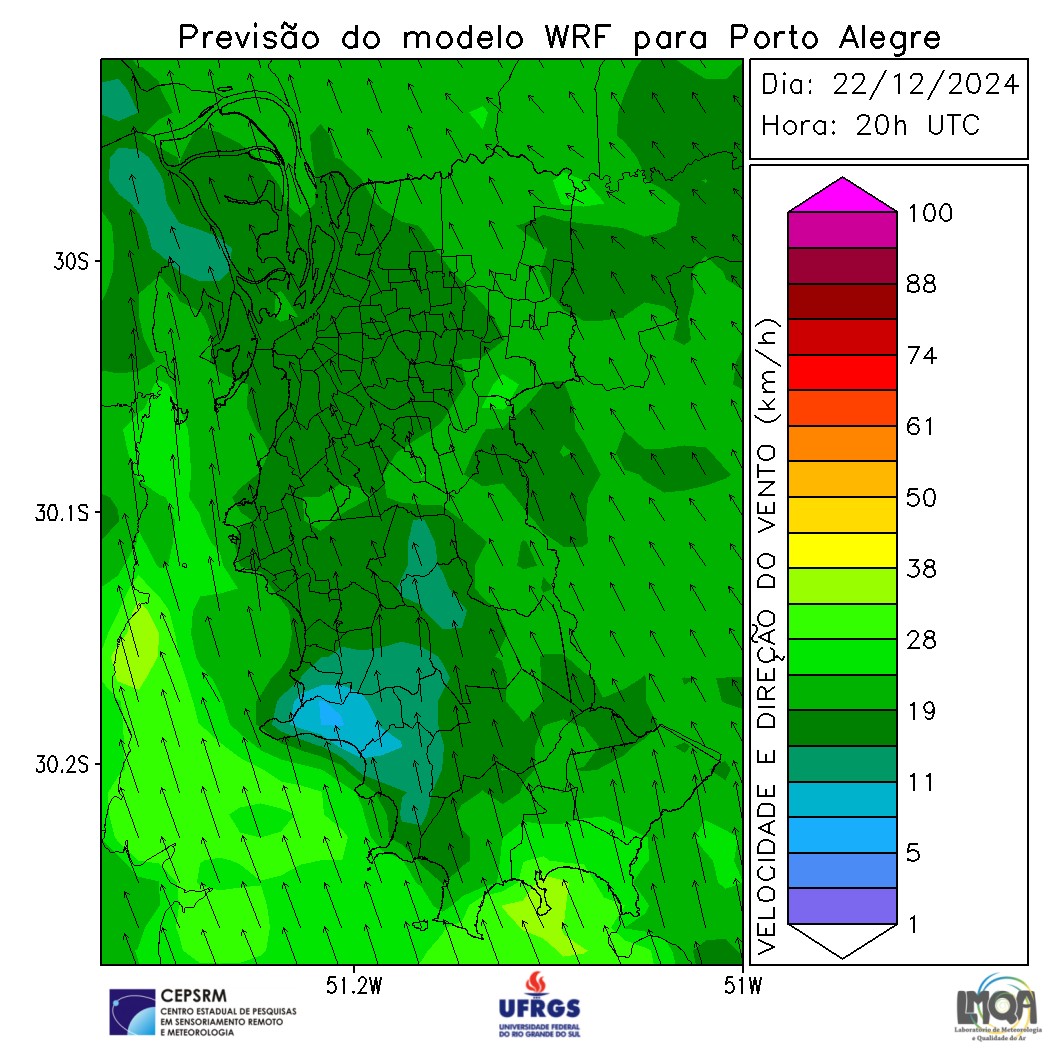 Previsão do modelo WRF para Porto Alegre
Dia: 22/12/2024
Hora: 20h UTC
30S
30.1S
30.2S
51.2W
51W
VELOCIDADE E DIREÇÃO DO VENTO (km/h)
100
88
74
61
50
38
28
19
11
5
1
CEPSRM
CENTRO ESTADUAL DE PESQUISAS
EM SENSORIAMENTO REMOTO
E METEOROLOGIA
UFRGS
UNIVERSIDADE FEDERAL
DO RIO GRANDE DO SUL
LMQA
Laboratório de Meteorologia
e Qualidade do Ar